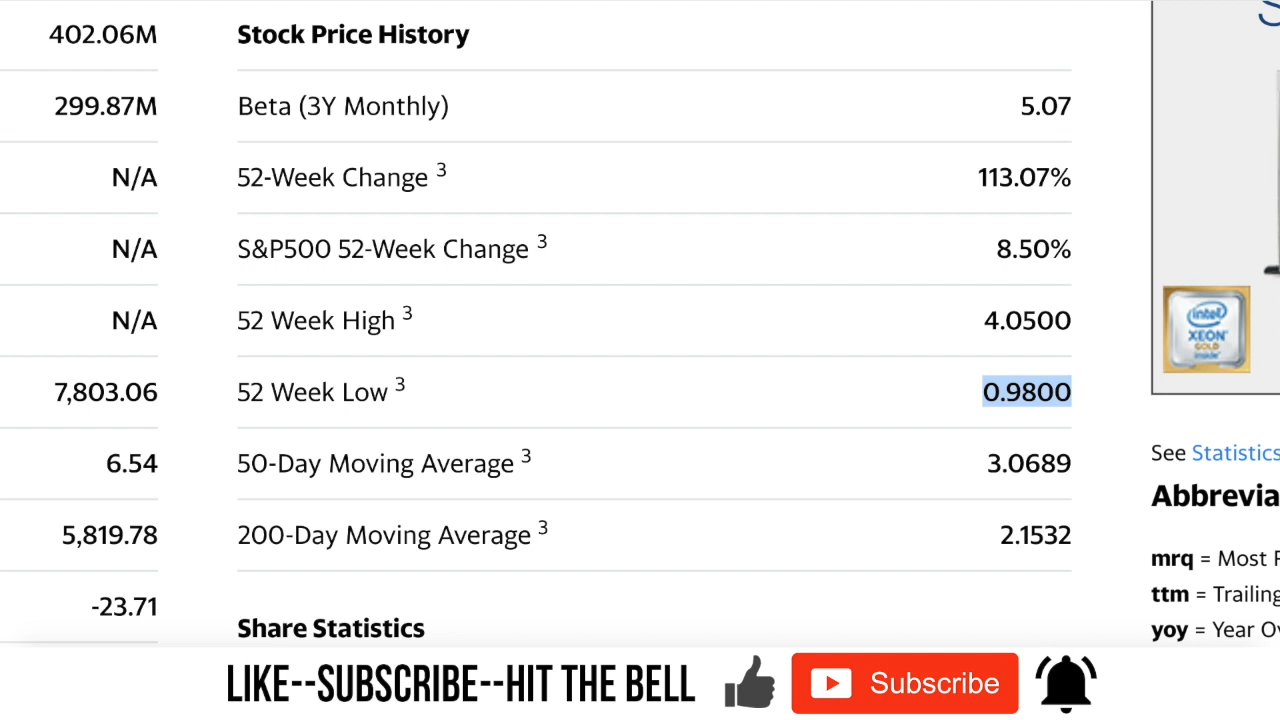 402.06M
299.87M
N/A
N/A
N/A
7,803.06
6.54
5,819.78
-23.71
Stock Price History
Beta (3Y Monthly) 5.07
52-Week Change 3 113.07%
S&P500 52-Week Change 3 8.50%
52 Week High 3 4.0500
52 Week Low 3 0.9800
50-Day Moving Average 3 3.0689
200-Day Moving Average 3 2.1532
Share Statistics
intel
XEON
GOLD
inside
See Statistics
Abbrevia
mrq = Most
ttm = Trailing
yoy = Year
LIKE--SUBSCRIBE--HIT THE BELL
Subscribe